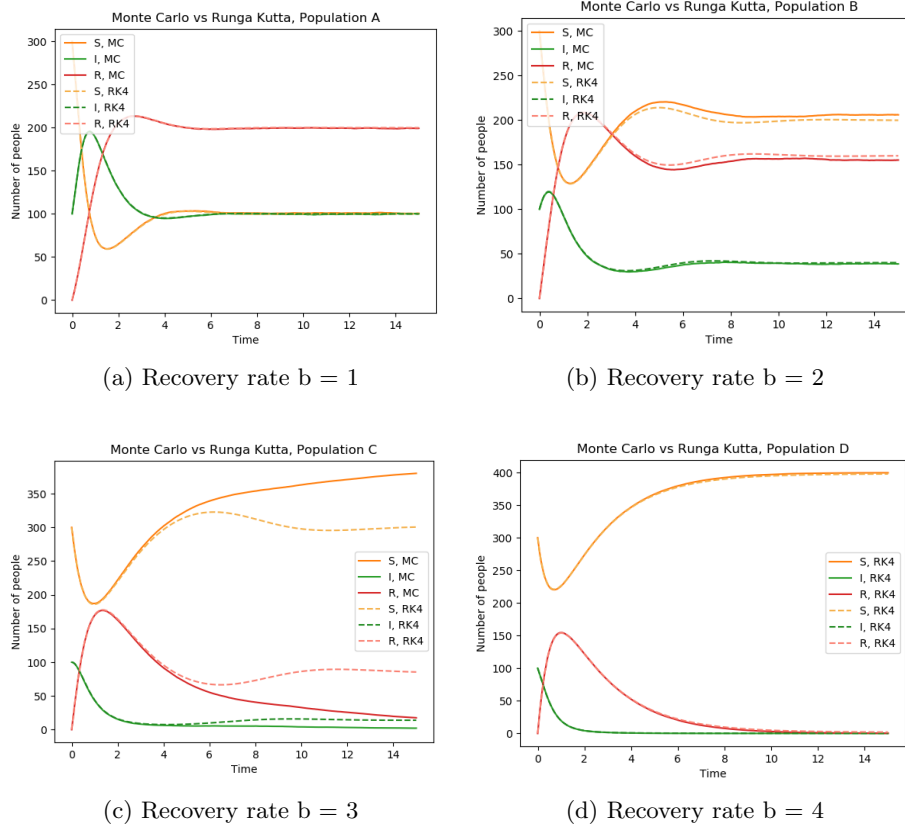 Monte Carlo vs Runga Kutta, Population A
S, MC
I, MC
R, MC
S, RK4
I, RK4
R, RK4
Number of people
300
250
200
150
100
50
0
0 2 4 6 8 10 12 14
Time
(a) Recovery rate b = 1
Monte Carlo vs Runga Kutta, Population B
S, MC
I, MC
R, MC
S, RK4
I, RK4
R, RK4
Number of people
300
250
200
150
100
50
0
0 2 4 6 8 10 12 14
Time
(b) Recovery rate b = 2
Monte Carlo vs Runga Kutta, Population C
S, MC
I, MC
R, MC
S, RK4
I, RK4
R, RK4
Number of people
350
300
250
200
150
100
50
0
0 2 4 6 8 10 12 14
Time
(c) Recovery rate b = 3
Monte Carlo vs Runga Kutta, Population D
S, RK4
I, RK4
R, RK4
S, RK4
I, RK4
R, RK4
Number of people
400
350
300
250
200
150
100
50
0
0 2 4 6 8 10 12 14
Time
(d) Recovery rate b = 4